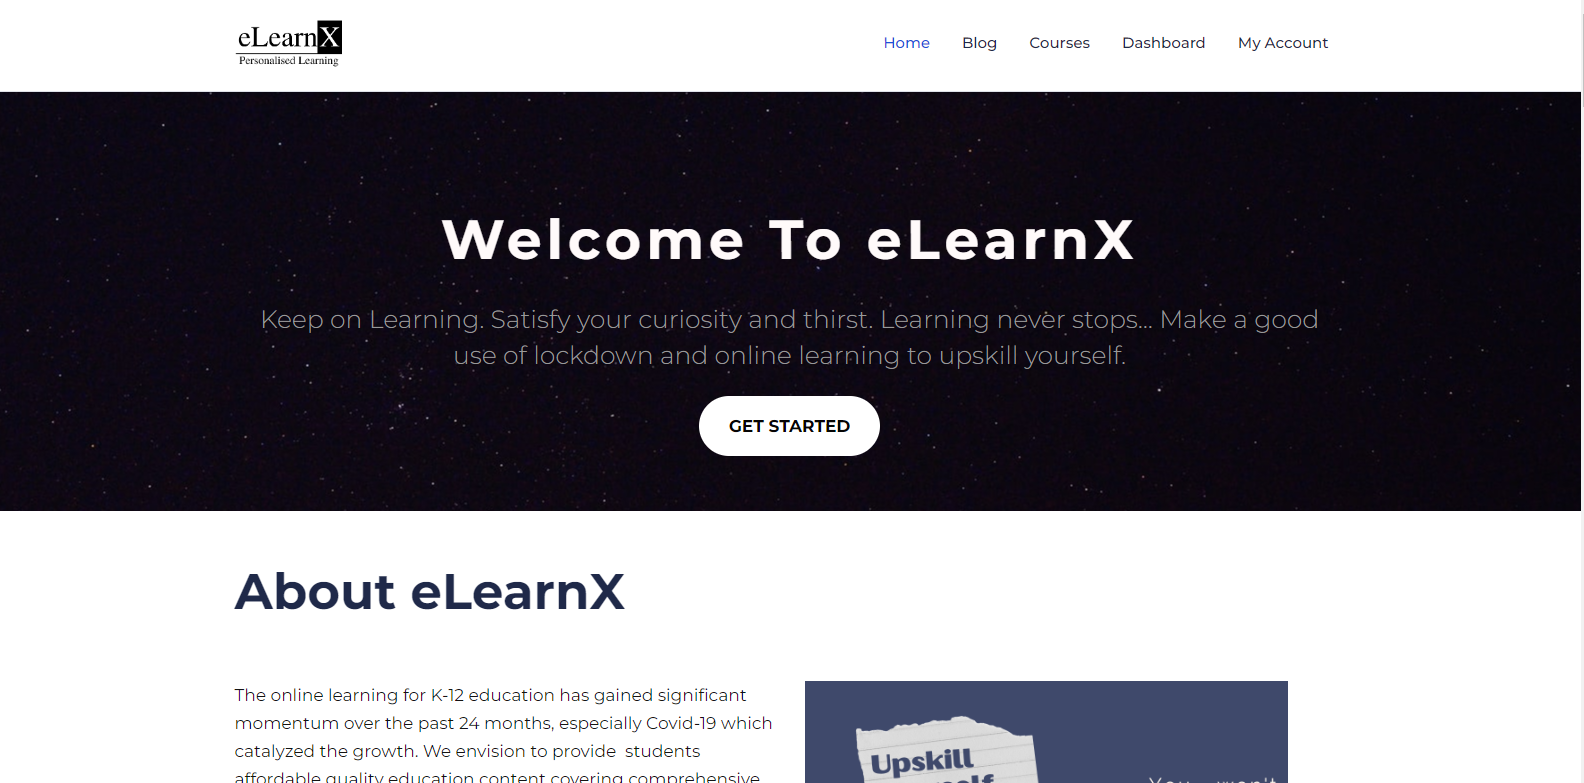 eLearnX
Personalised Learning
Home Blog Courses Dashboard My Account
Welcome To eLearnX
Keep on Learning. Satisfy your curiosity and thirst. Learning never stops... Make a good
use of lockdown and online learning to upskill yourself.
GET STARTED
About eLearnX
The online learning for K-12 education has gained significant
momentum over the past 24 months, especially Covid-19 which
catalyzed the growth. We envision to provide  students
affordable quality education content covering comprehensive
Upskill
You won't